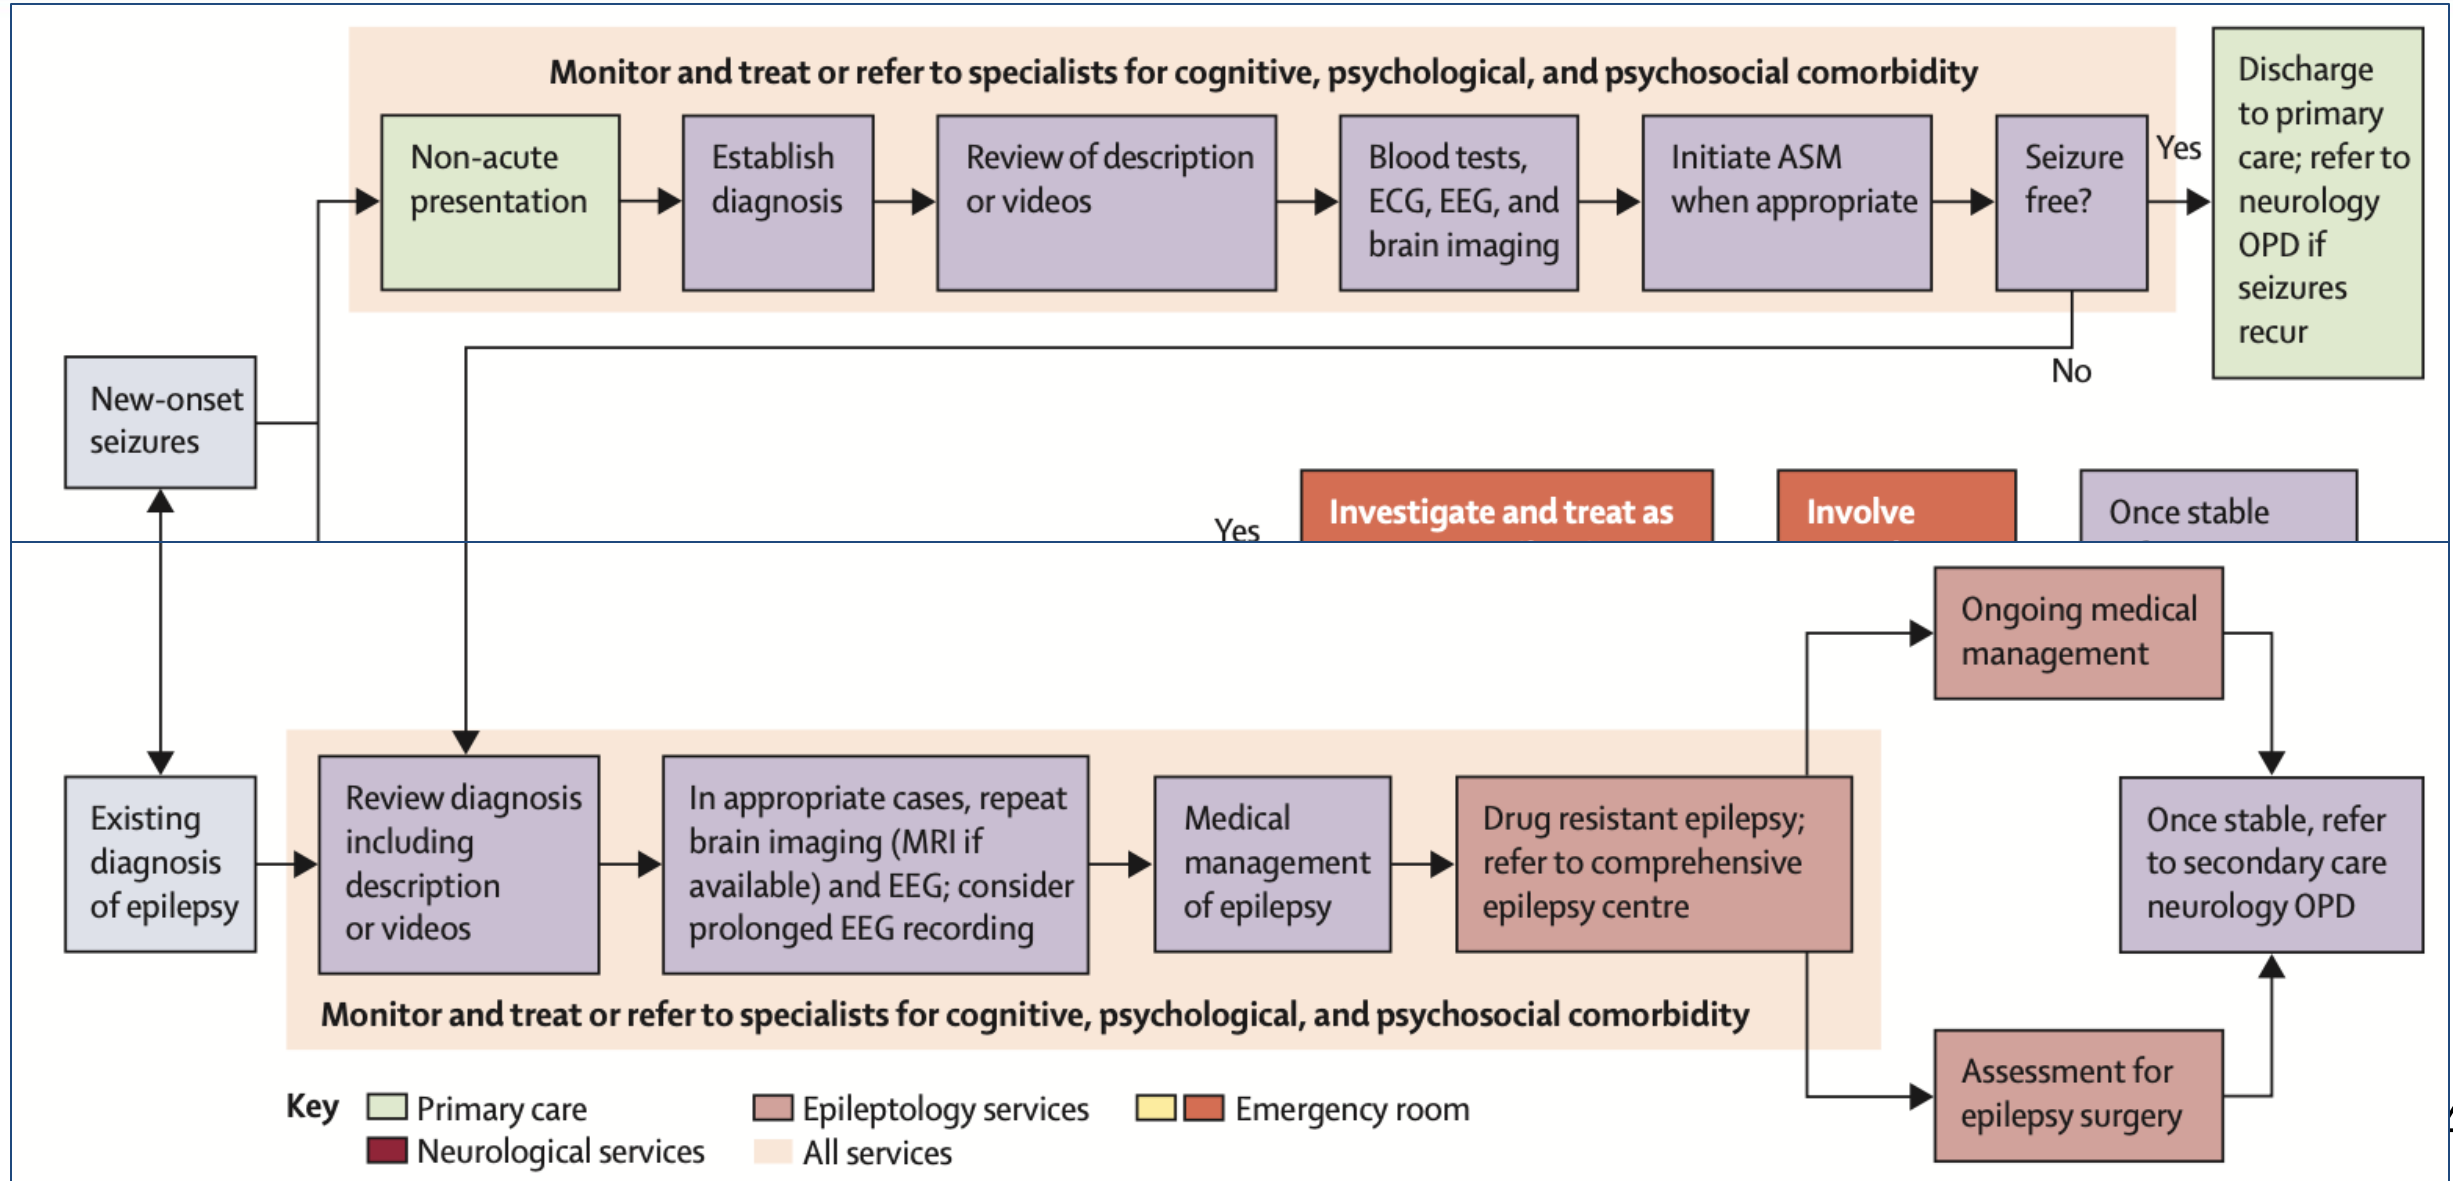 Monitor and treat or refer to specialists for cognitive, psychological, and psychosocial comorbidity
Non-acute
presentation
Establish
diagnosis
Review of description
or videos
Blood tests,
ECG, EEG, and
brain imaging
Initiate ASM
when appropriate
Seizure
free?
Yes
Discharge
to primary
care; refer to
neurology
OPD if
seizures
recur
No
New-onset
seizures
Yes
Investigate and treat as
Involve
Once stable
Ongoing medical
management
Existing
diagnosis
of epilepsy
Review diagnosis
including
description
or videos
In appropriate cases, repeat
brain imaging (MRI if
available) and EEG; consider
prolonged EEG recording
Medical
management
of epilepsy
Drug resistant epilepsy;
refer to comprehensive
epilepsy centre
Once stable, refer
to secondary care
neurology OPD
Monitor and treat or refer to specialists for cognitive, psychological, and psychosocial comorbidity
Assessment for
epilepsy surgery
Key
Primary care
Epileptology services
Emergency room
Neurological services
All services